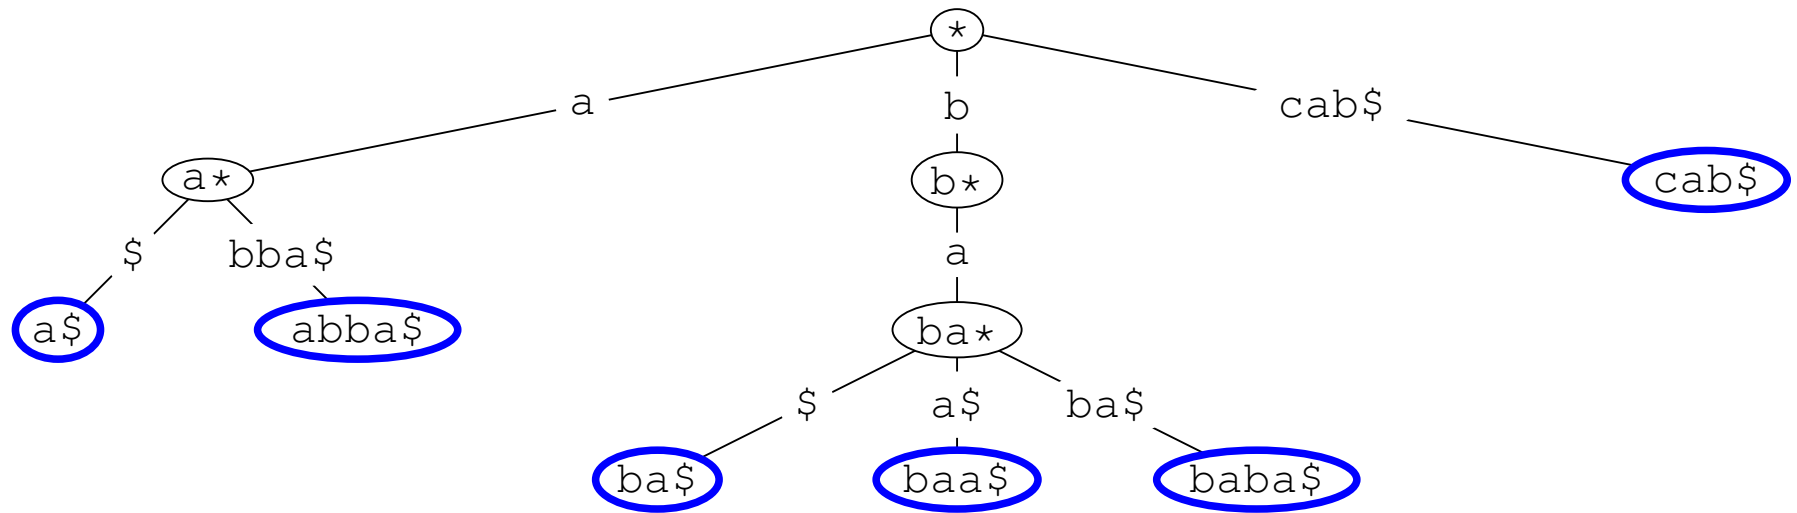 *
a b cab$
a* b* cab$
$ bba$ a
a$ abba$ ba*
$ a$ ba$
ba$ baa$ baba$